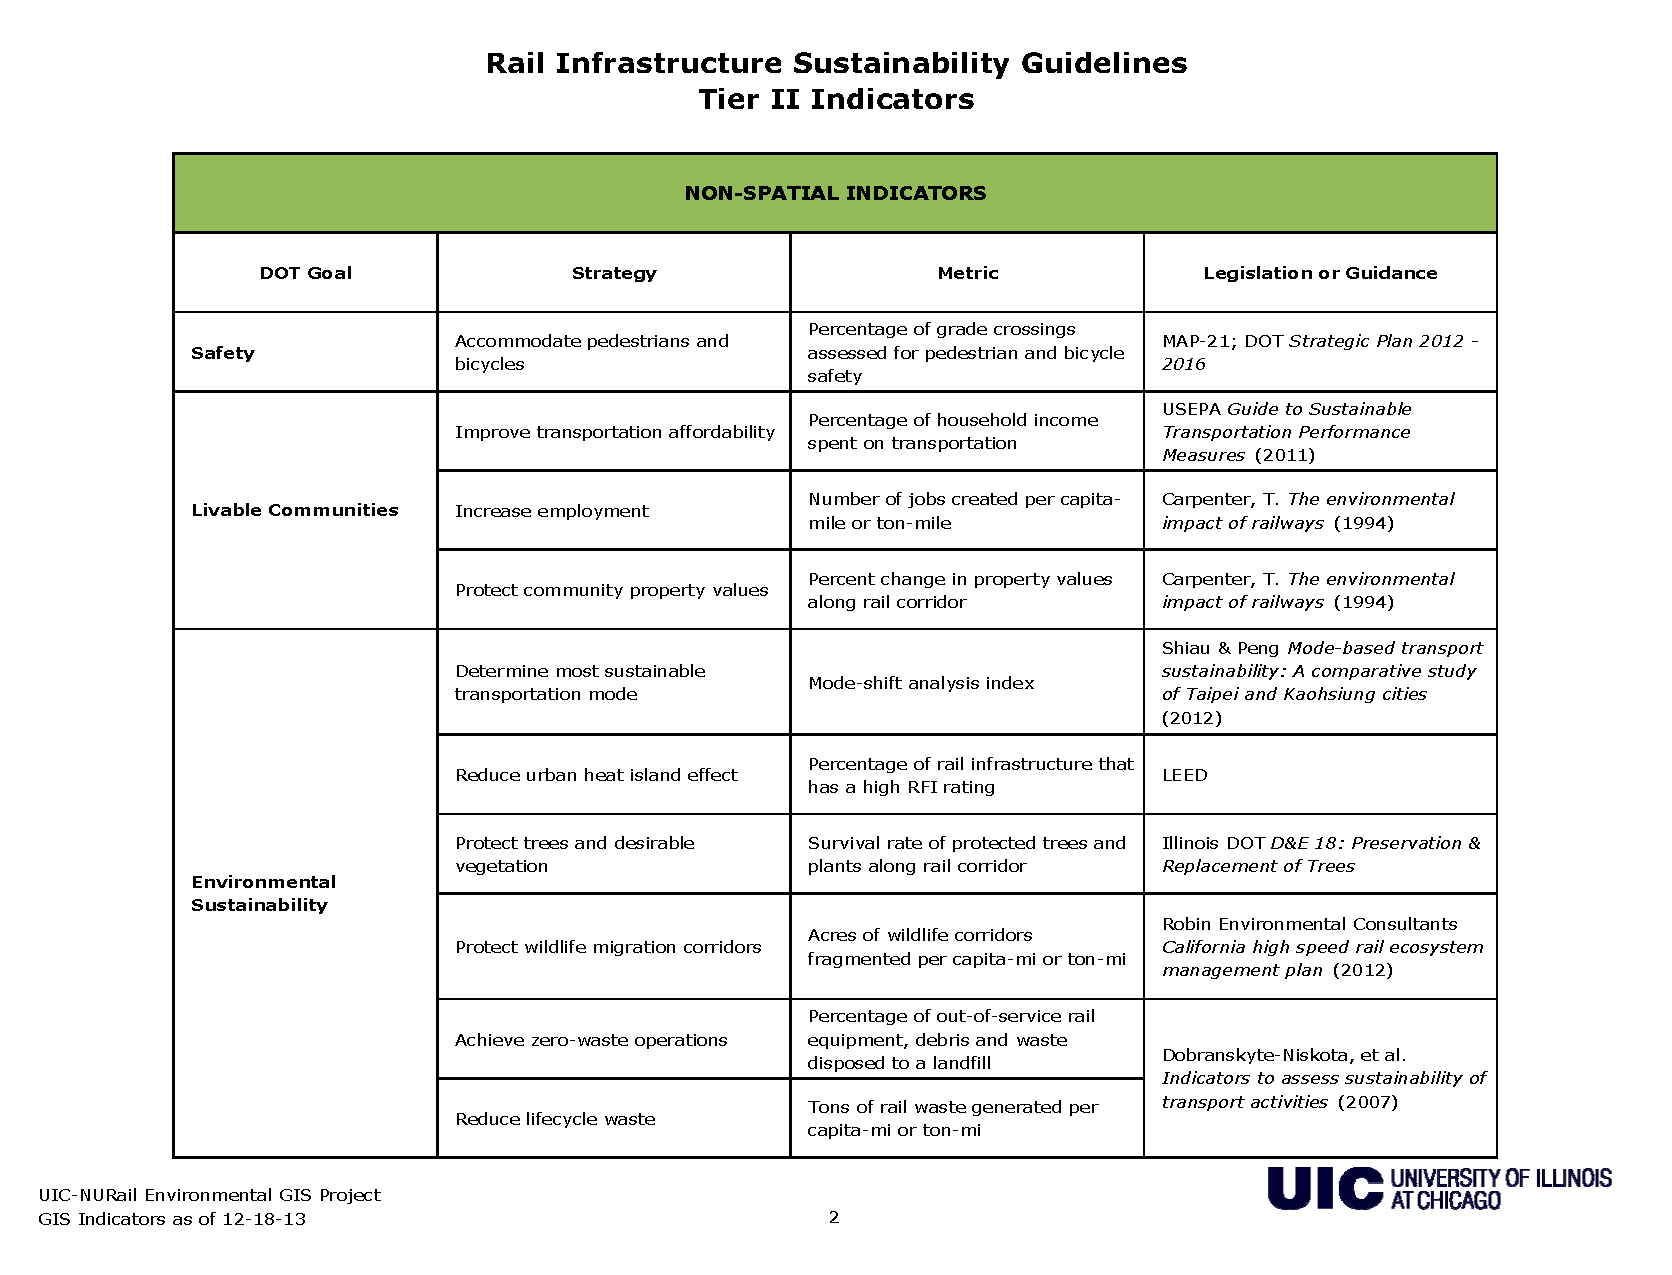 Rail Infrastructure Sustainability Guidelines
Tier II Indicators
NON-SPATIAL INDICATORS
DOT Goal
Strategy
Metric
Legislation or Guidance
Safety
Accommodate pedestrians and
bicycles
Percentage of grade crossings
assessed for pedestrian and bicycle
safety
MAP-21; DOT Strategic Plan 2012 -
2016
Livable Communities
Improve transportation affordability
Percentage of household income
spent on transportation
USEPA Guide to Sustainable
Transportation Performance
Measures (2011)
Increase employment
Number of jobs created per capita-
mile or ton-mile
Carpenter, T. The environmental
impact of railways (1994)
Protect community property values
Percent change in property values
along rail corridor
Carpenter, T. The environmental
impact of railways (1994)
Environmental
Sustainability
Determine most sustainable
transportation mode
Mode-shift analysis index
Shiau & Peng Mode-based transport
sustainability: A comparative study
of Taipei and Kaohsiung cities
(2012)
Reduce urban heat island effect
Percentage of rail infrastructure that
has a high RFI rating
LEED
Protect trees and desirable
vegetation
Survival rate of protected trees and
plants along rail corridor
Illinois DOT D&E 18: Preservation &
Replacement of Trees
Protect wildlife migration corridors
Acres of wildlife corridors
fragmented per capita-mi or ton-mi
Robin Environmental Consultants
California high speed rail ecosystem
management plan (2012)
Achieve zero-waste operations
Percentage of out-of-service rail
equipment, debris and waste
disposed to a landfill
Dobranskyte-Niskota, et al.
Indicators to assess sustainability of
transport activities (2007)
Reduce lifecycle waste
Tons of rail waste generated per
capita-mi or ton-mi
UIC-NURail Environmental GIS Project
GIS Indicators as of 12-18-13
2
UIC UNIVERSITY OF ILLINOIS
AT CHICAGO